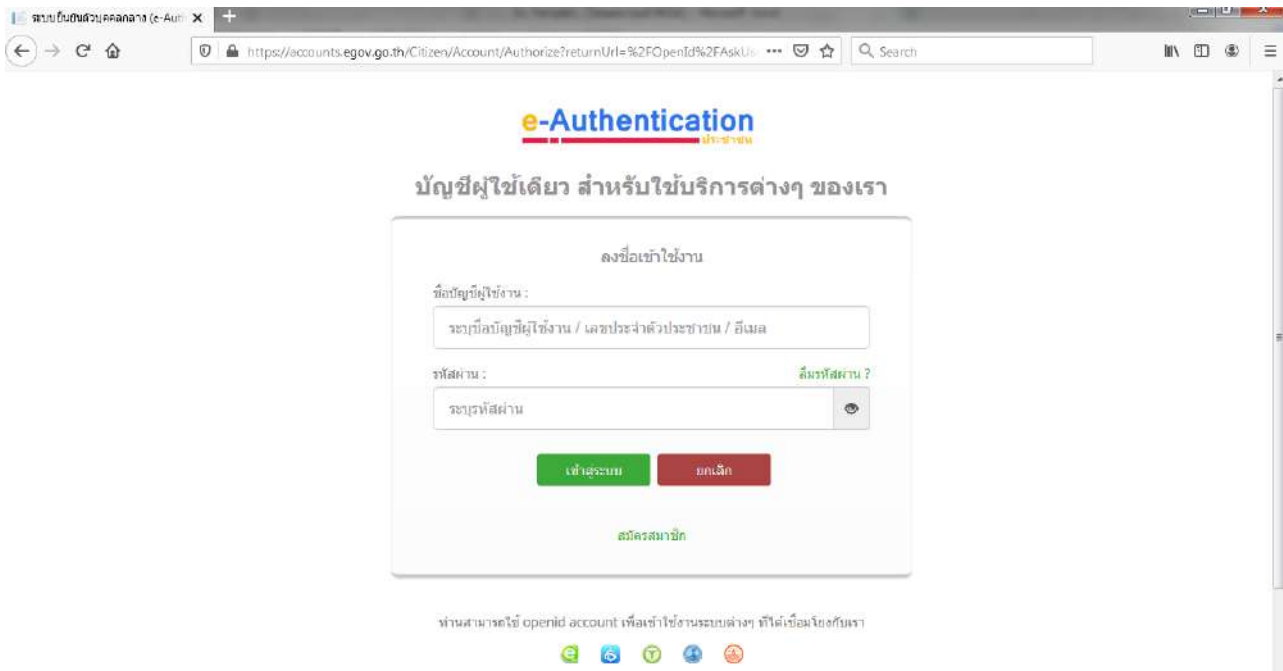 ระบบยืนยันตัวบุคคลกลาง (e-Aut
https://accounts.egov.go.th/Citizen/Account/Authorize?returnUrl=%2FOpenId%2FAskUs
Search
e-Authentication
ประชาชน
บัญชีผู้ใช้เดียว สำหรับใช้บริการต่างๆ ของเรา
ลงชื่อเข้าใช้งาน
ชื่อบัญชีผู้ใช้งาน :
ระบุชื่อบัญชีผู้ใช้งาน / เลขประจำตัวประชาชน / อีเมล
รหัสผ่าน :
ลืมรหัสผ่าน ?
ระบุรหัสผ่าน
เข้าสู่ระบบ
ยกเลิก
สมัครสมาชิก
ท่านสามารถใช้ openid account เพื่อเข้าใช้งานระบบต่างๆ ที่ได้เชื่อมโยงกับเรา